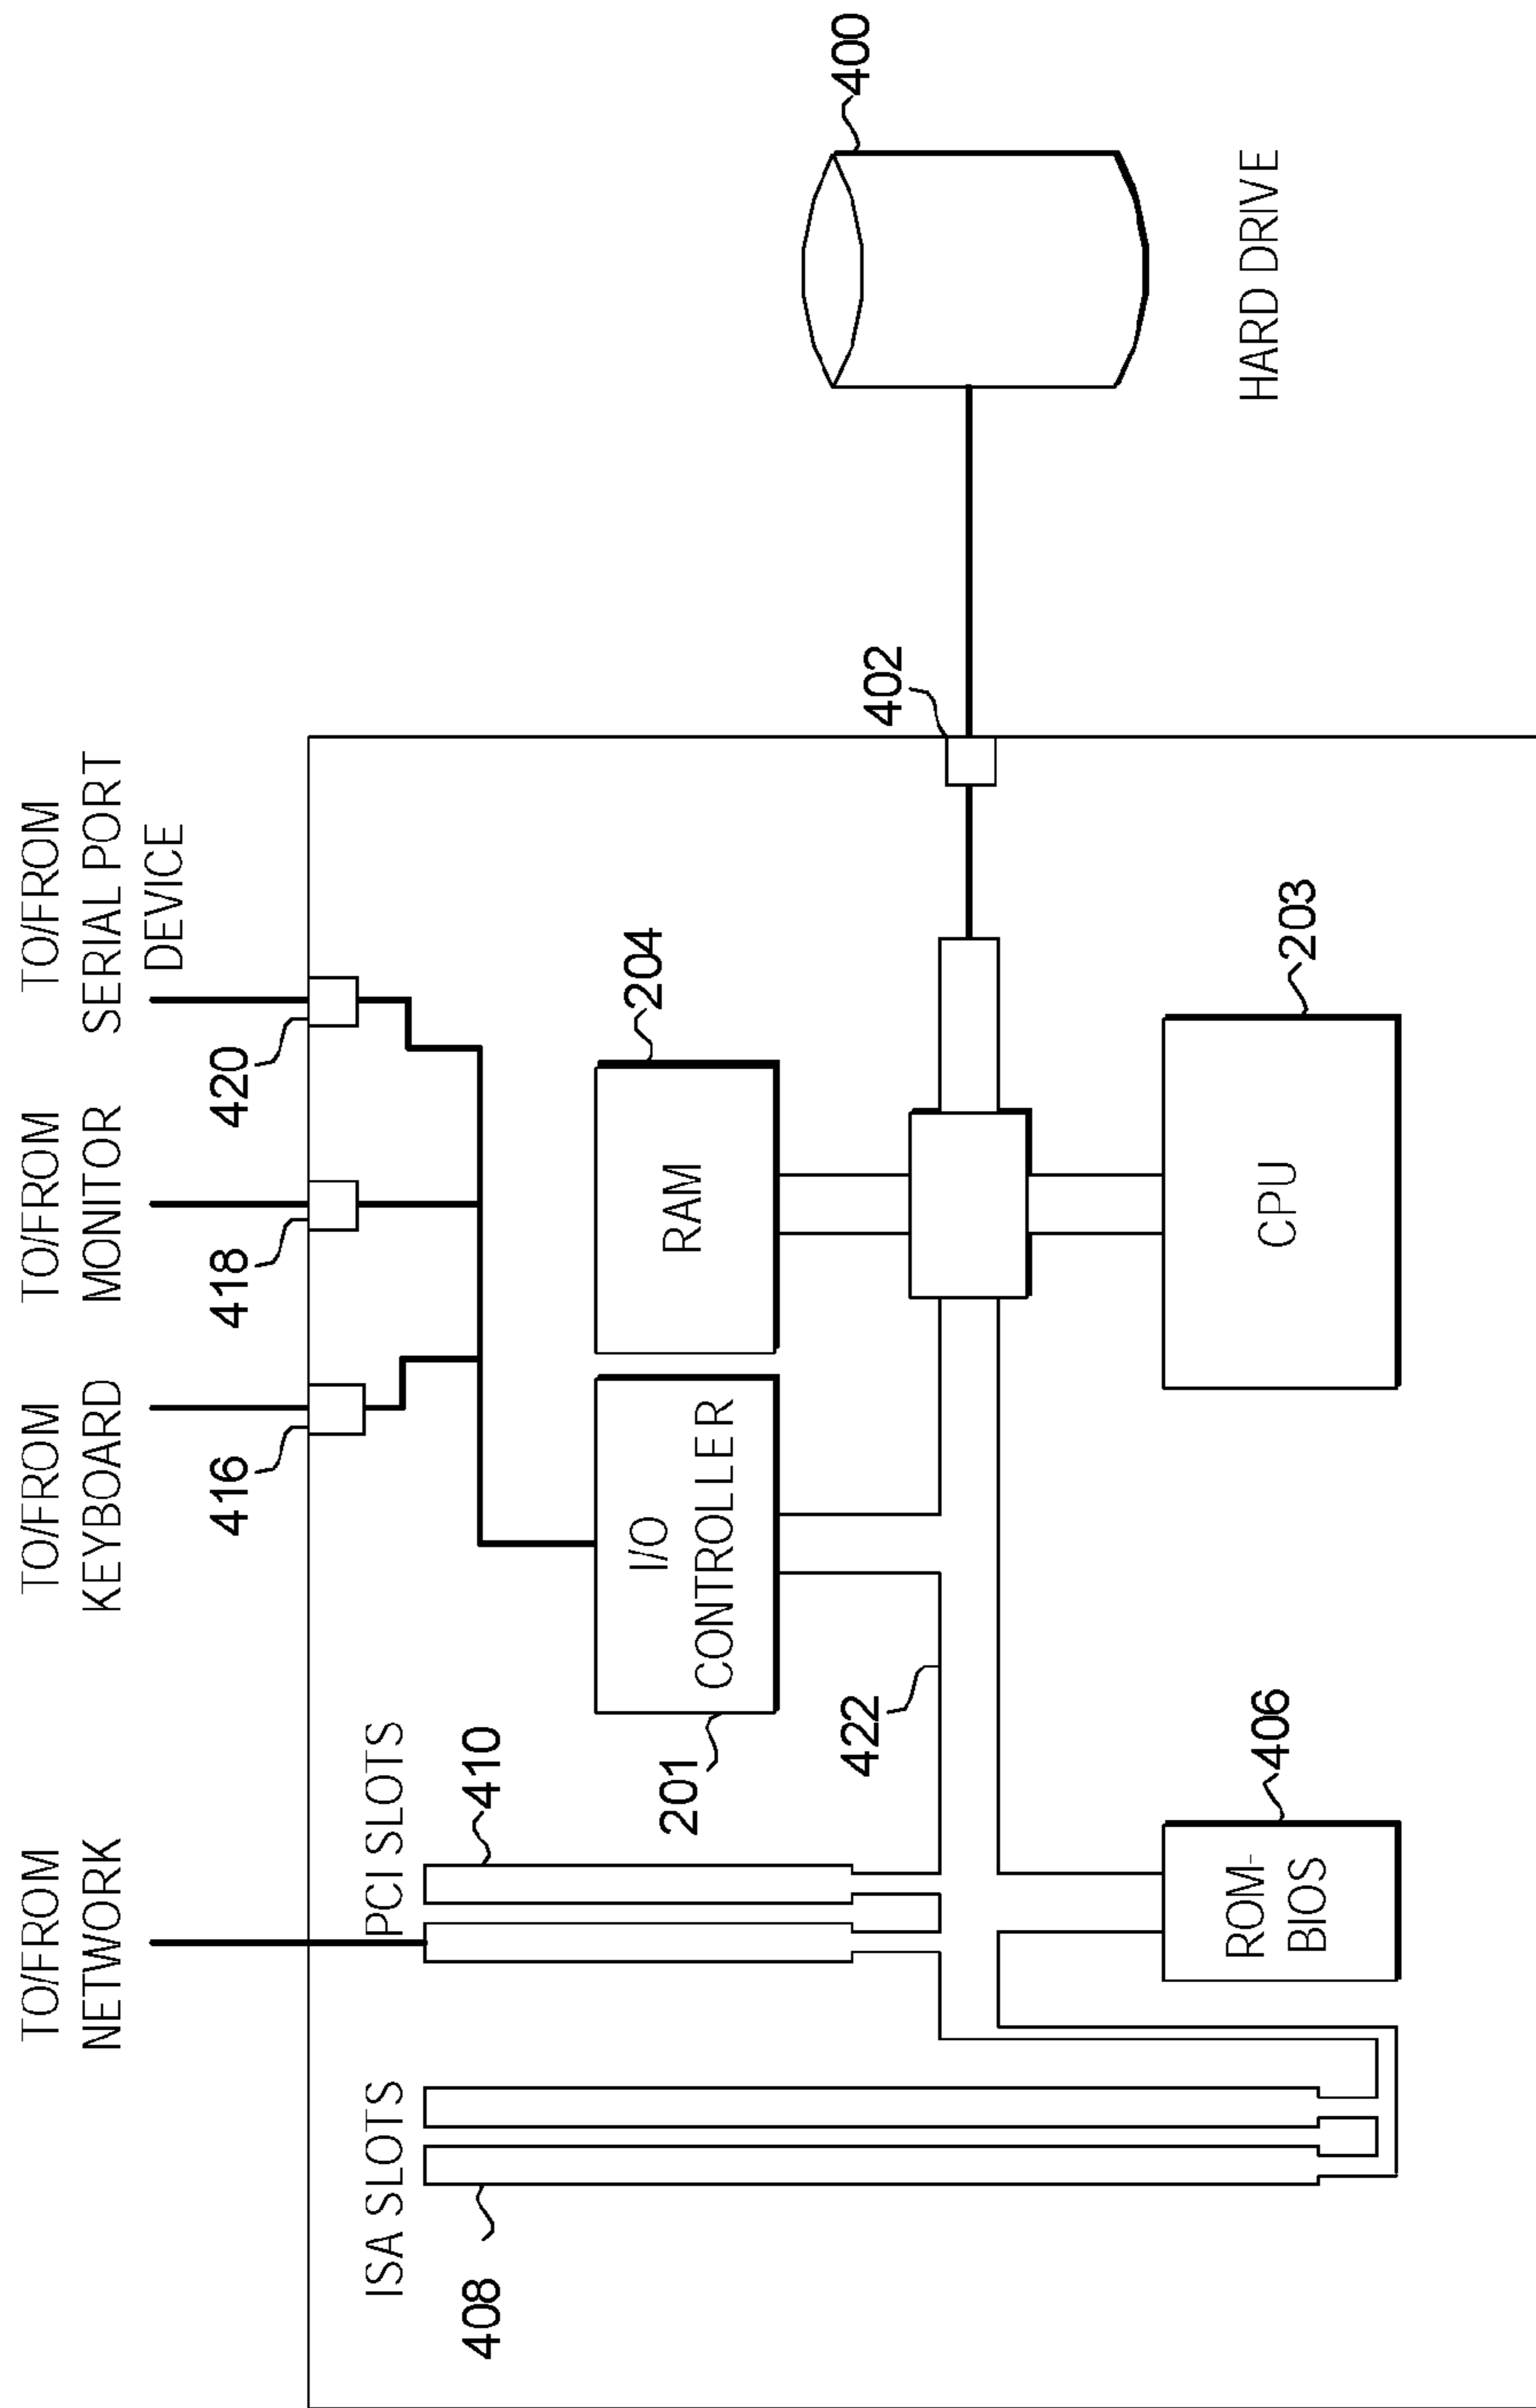 TO/FROM
NETWORK
TO/FROM
KEYBOARD
TO/FROM
MONITOR
TO/FROM
SERIAL PORT
DEVICE
416
418
420
ISA SLOTS
PCI SLOTS
408
410
201
I/O
CONTROLLER
204
RAM
422
402
400
ROM-
BIOS
406
CPU
203
HARD DRIVE